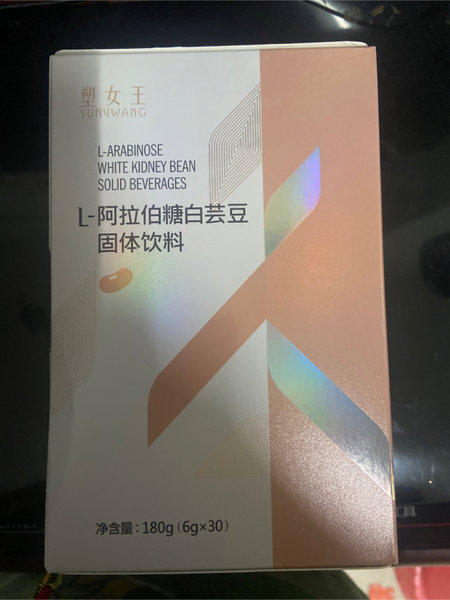 塑女王
SUNVWANG
L-ARABINOSE
WHITE KIDNEY BEAN
SOLID BEVERAGES
L-阿拉伯糖白芸豆
固体饮料
净含量：180g（6g×30）
具